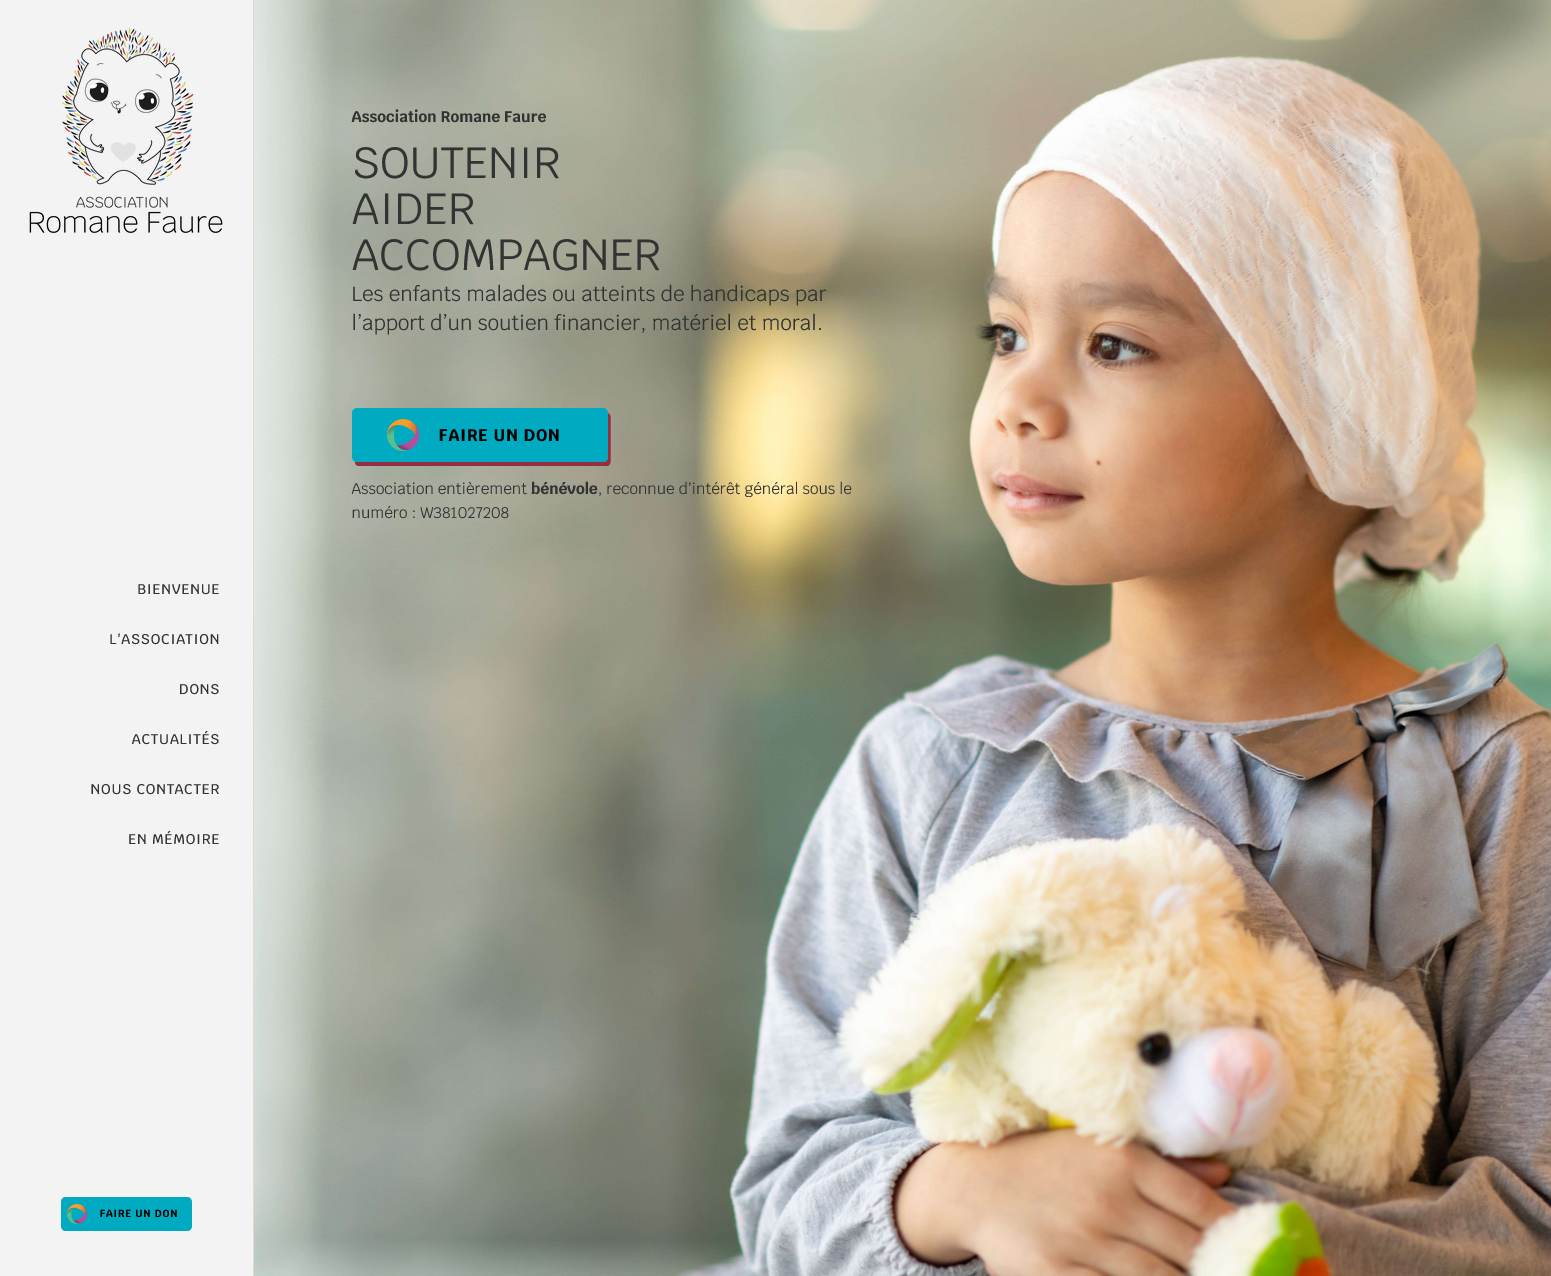 ASSOCIATION
Romane Faure
BIENVENUE
L'ASSOCIATION
DONS
ACTUALITÉS
NOUS CONTACTER
EN MÉMOIRE
FAIRE UN DON
Association Romane Faure
SOUTENIR
AIDER
ACCOMPAGNER
Les enfants malades ou atteints de handicaps par
l’apport d’un soutien financier, matériel et moral.
FAIRE UN DON
Association entièrement bénévole, reconnue d’intérêt général sous le
numéro : W381027208